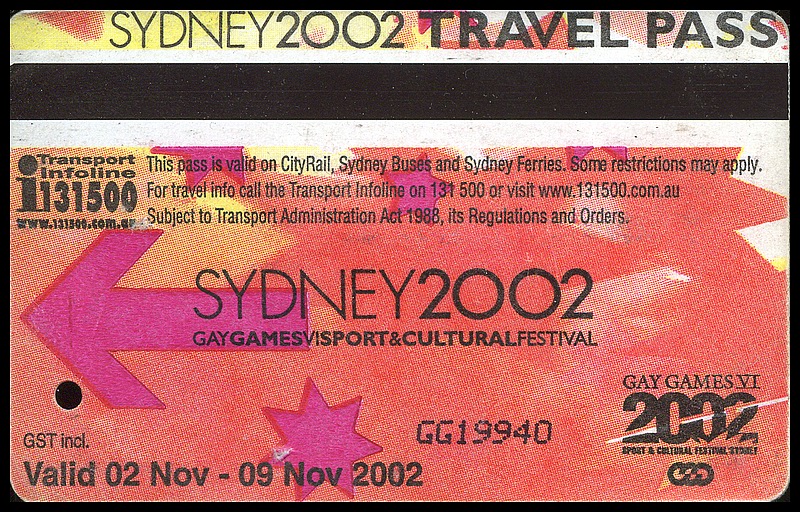 SYDNEY2002 TRAVEL PASS
Transport
Infoline
131500
www.131500.com.au
This pass is valid on CityRail, Sydney Buses and Sydney Ferries. Some restrictions may apply.
For travel info call the Transport Infoline on 131 500 or visit www.131500.com.au
Subject to Transport Administration Act 1988, its Regulations and Orders.
SYDNEY2002
GAYGAMESVISPORT&CULTURALFESTIVAL
GAY GAMES VI
2002
SPORT & CULTURAL FESTIVAL SYDNEY
GG19940
GST incl.
Valid 02 Nov - 09 Nov 2002